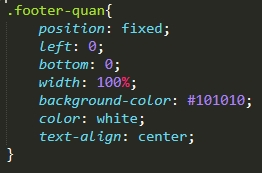 .footer-quan{
position: fixed;
left: 0;
bottom: 0;
width: 100%;
background-color: #101010;
color: white;
text-align: center;
}